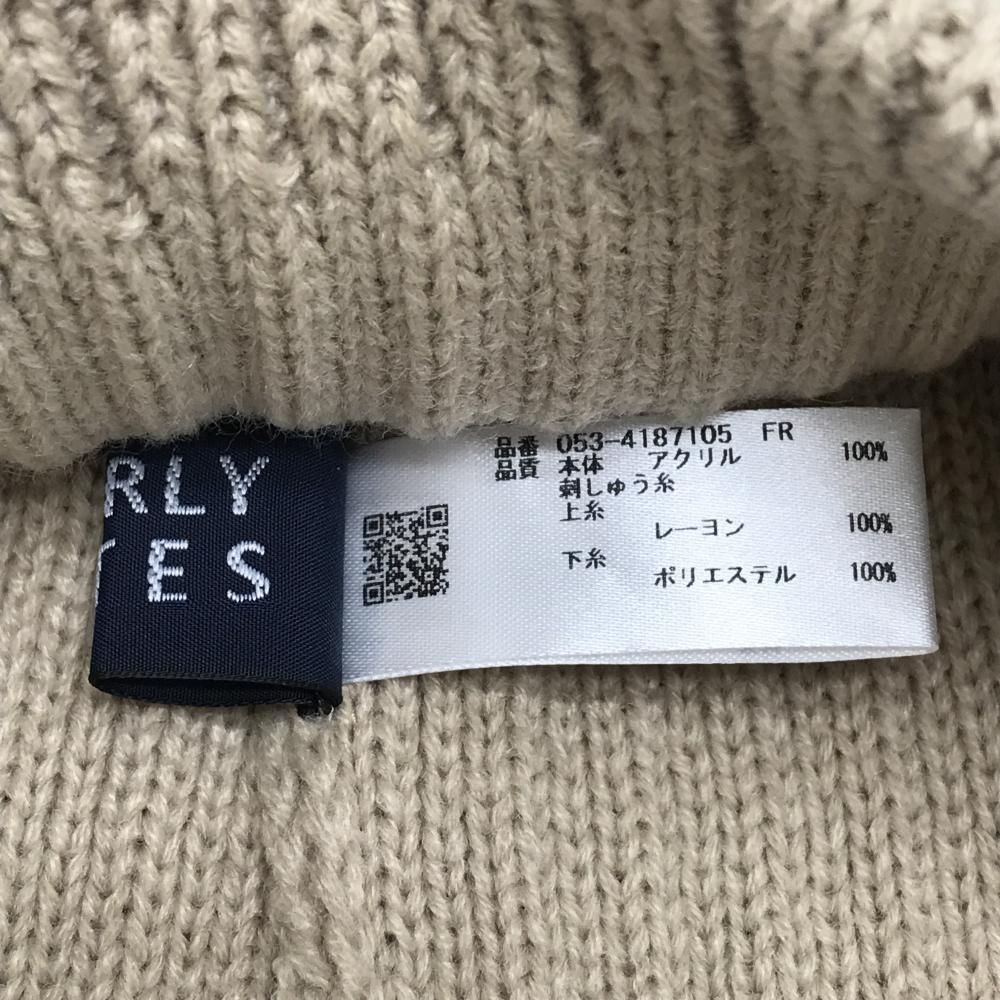 RLY
ES
品番 053-4187105 FR
品質 本体 アクリル 100%
刺しゅう糸
上糸
レーヨン 100%
下糸
ポリエステル 100%